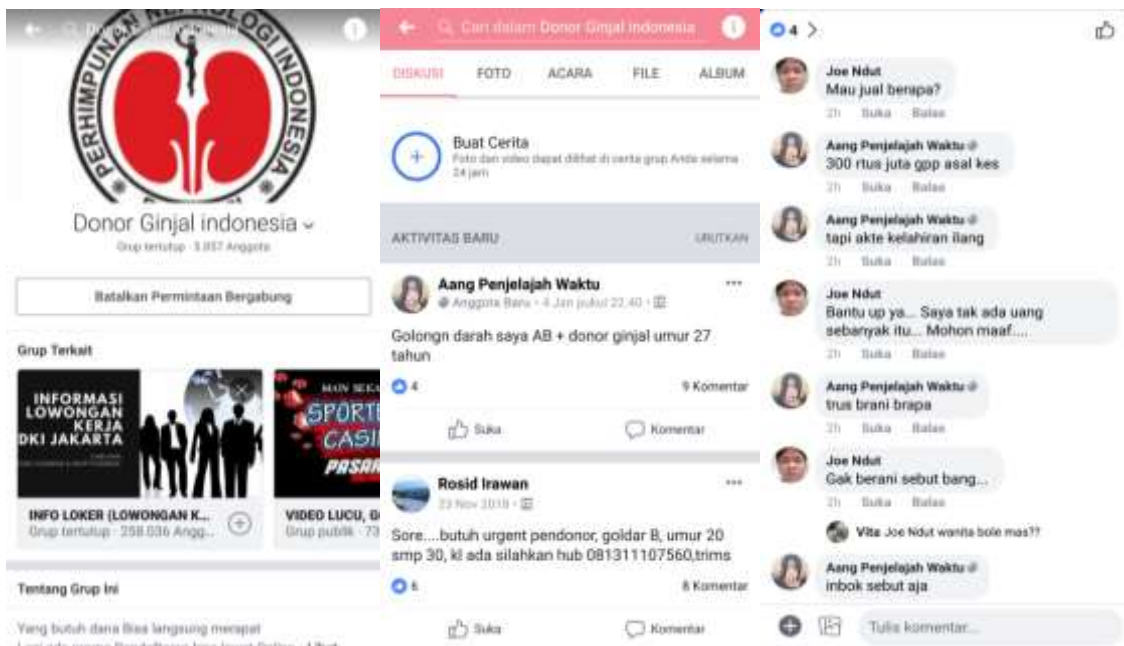 PERHIMPUNAN NEFROLOGI INDONESIA
Donor Ginjal indonesia
Grup tertutup · 5.057 Anggota
Batalkan Permintaan Bergabung
Grup Terkait
INFORMASI
LOWONGAN
KERJA
DKI JAKARTA
INFO LOKER (LOWONGAN K...
Grup tertutup · 258.036 Angg...
MAIN SEKA
SPORT
CASI
PASAR
VIDEO LUCU, G
Grup publik · 73
Tentang Grup Ini
Yang butuh dana Bisa langsung merapat
Cari dalam Donor Ginjal indonesia
DISKUSI
FOTO
ACARA
FILE
ALBUM
Buat Cerita
Foto dan video dapat dilihat di cerita grup Anda selama
24 jam
AKTIVITAS BARU
URUTKAN
Aang Penjelajah Waktu
Anggota Baru · 4 Jan pukul 22.40
Golongn darah saya AB + donor ginjal umur 27
tahun
4
9 Komentar
Suka
Komentar
Rosid Irawan
23 Nov 2018
Sore....butuh urgent pendonor, goldar B, umur 20
smp 30, kl ada silahkan hub 081311107560,trims
6
8 Komentar
Suka
Komentar
4
Joe Ndut
Mau jual berapa?
2h Suka Balas
Aang Penjelajah Waktu
300 rtus juta gpp asal kes
2h Suka Balas
Aang Penjelajah Waktu
tapi akte kelahiran ilang
2h Suka Balas
Joe Ndut
Bantu up ya... Saya tak ada uang
sebanyak itu... Mohon maaf....
2h Suka Balas
Aang Penjelajah Waktu
trus brani brapa
2h Suka Balas
Joe Ndut
Gak berani sebut bang...
2h Suka Balas
Vita Joe Ndut wanita bole mas??
Aang Penjelajah Waktu
inbok sebut aja
Tulis komentar...